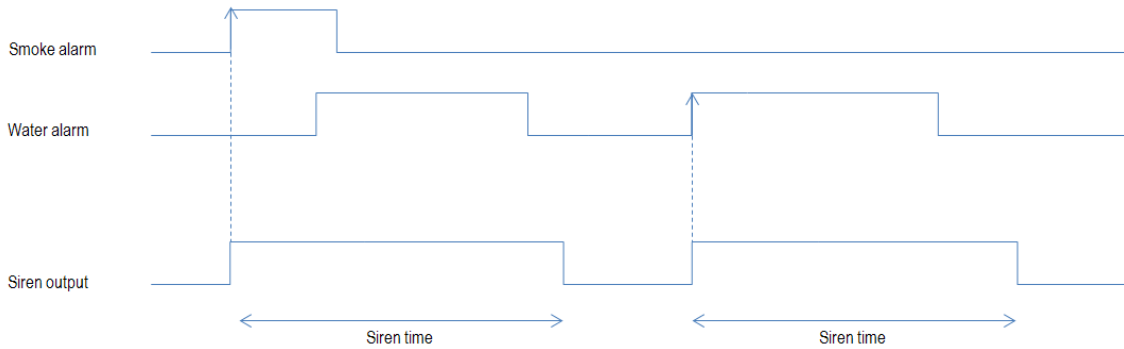 Smoke alarm
Water alarm
Siren output
Siren time
Siren time